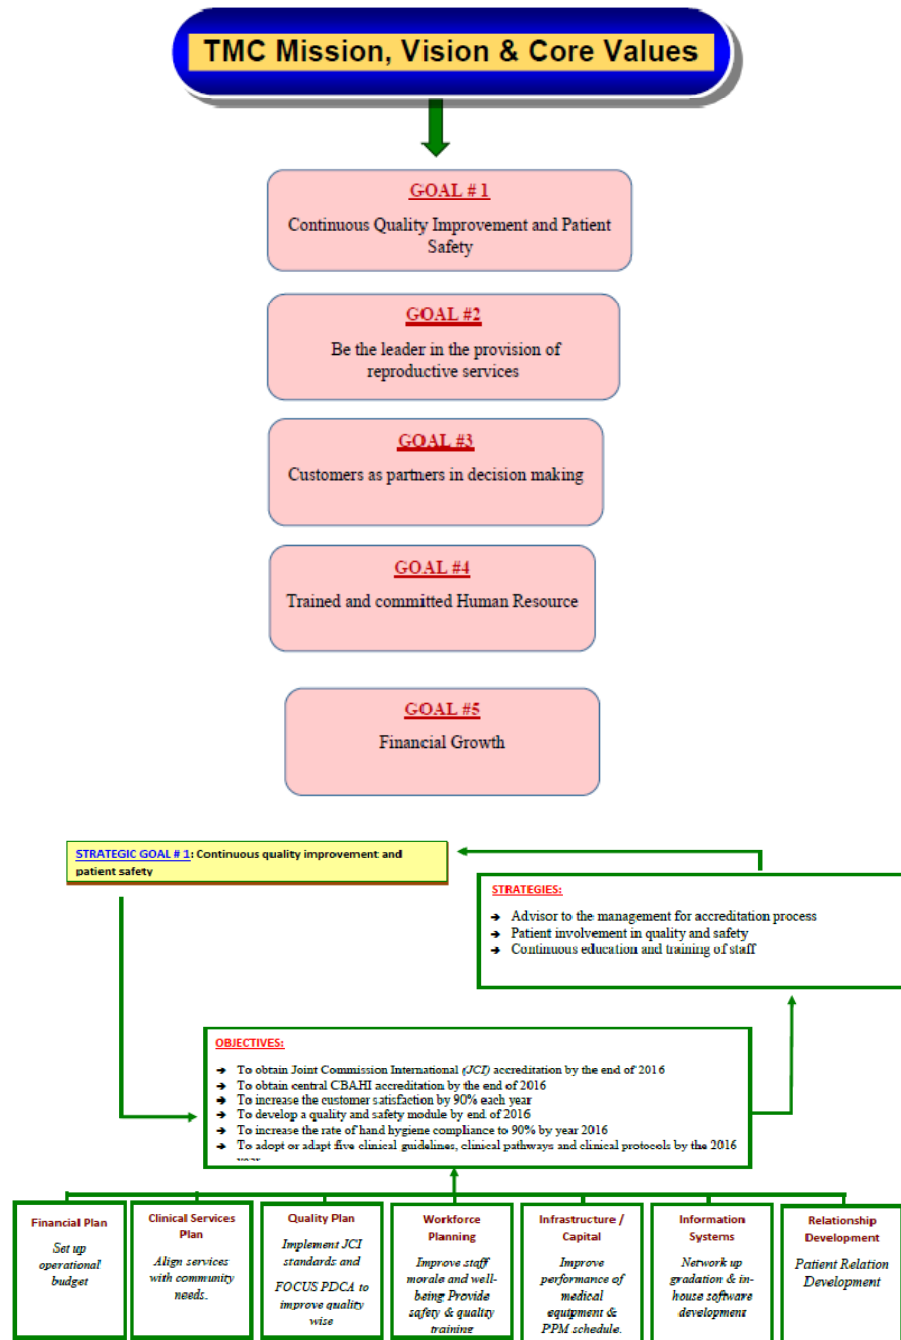 TMC Mission, Vision & Core Values
GOAL # 1
Continuous Quality Improvement and Patient
Safety
GOAL #2
Be the leader in the provision of
reproductive services
GOAL #3
Customers as partners in decision making
GOAL #4
Trained and committed Human Resource
GOAL #5
Financial Growth
STRATEGIC GOAL # 1: Continuous quality improvement and
patient safety
STRATEGIES:
➔ Advisor to the management for accreditation process
➔ Patient involvement in quality and safety
➔ Continuous education and training of staff
OBJECTIVES:
➔ To obtain Joint Commission International (JCI) accreditation by the end of 2016
➔ To obtain central CBAHI accreditation by the end of 2016
➔ To increase the customer satisfaction by 90% each year
➔ To develop a quality and safety module by end of 2016
➔ To increase the rate of hand hygiene compliance to 90% by year 2016
➔ To adopt or adapt five clinical guidelines, clinical pathways and clinical protocols by the 2016
year
Financial Plan
Set up
operational
budget
Clinical Services
Plan
Align services
with community
needs.
Quality Plan
Implement JCI
standards and
FOCUS PDCA to
improve quality
wise
Workforce
Planning
Improve staff
morale and well-
being Provide
safety & quality
training
Infrastructure /
Capital
Improve
performance of
medical
equipment &
PPM schedule.
Information
Systems
Network up
gradation & in-
house software
development
Relationship
Development
Patient Relation
Development